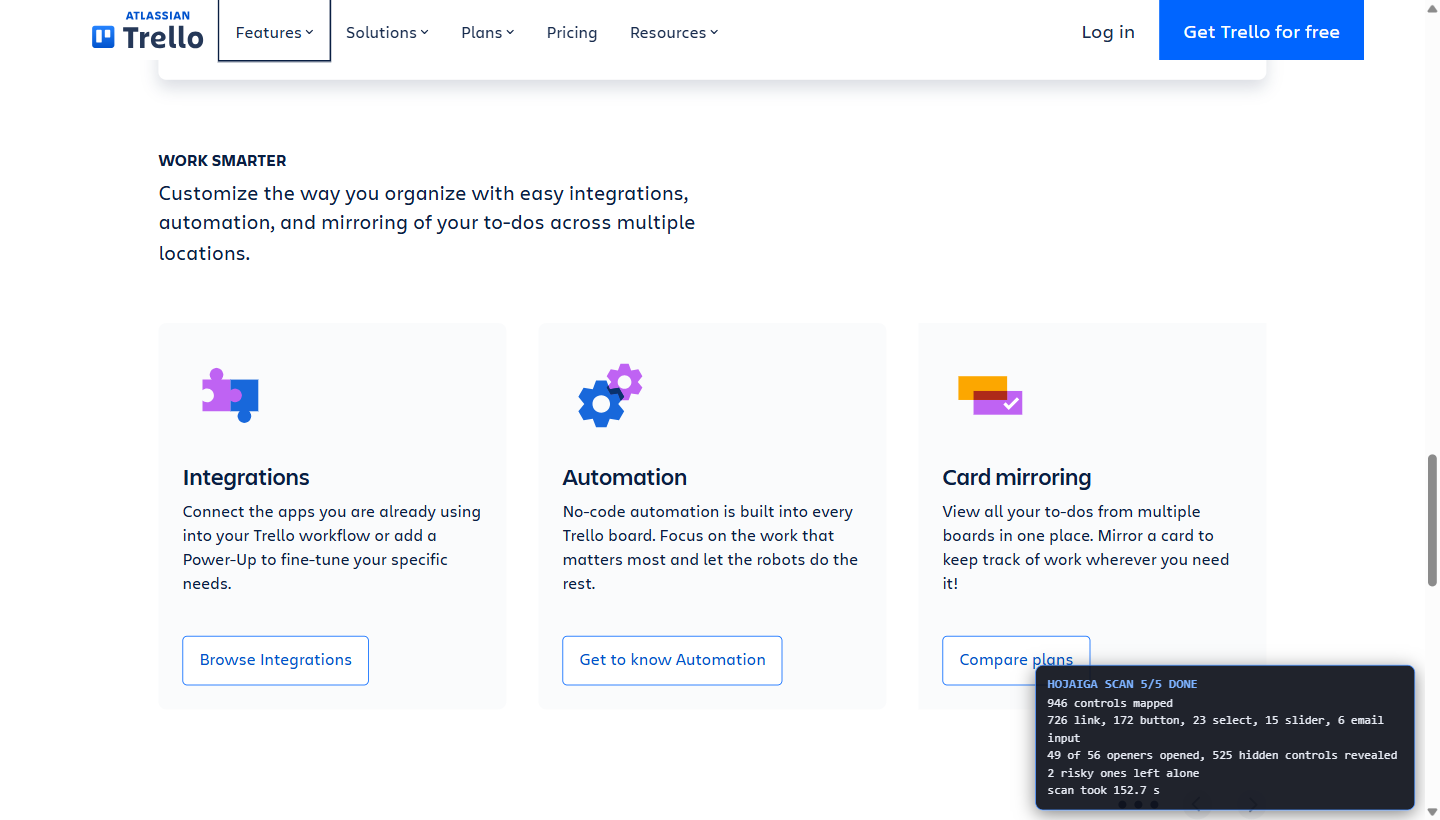 ATLASSIAN
Trello
Features
Solutions
Plans
Pricing
Resources
Log in
Get Trello for free
WORK SMARTER
Customize the way you organize with easy integrations,
automation, and mirroring of your to-dos across multiple
locations.
Integrations
Connect the apps you are already using
into your Trello workflow or add a
Power-Up to fine-tune your specific
needs.
Browse Integrations
Automation
No-code automation is built into every
Trello board. Focus on the work that
matters most and let the robots do the
rest.
Get to know Automation
Card mirroring
View all your to-dos from multiple
boards in one place. Mirror a card to
keep track of work wherever you need
it!
Compare plans
HOJAIGA SCAN 5/5 DONE
946 controls mapped
726 link, 172 button, 23 select, 15 slider, 6 email
input
49 of 56 openers opened, 525 hidden controls revealed
2 risky ones left alone
scan took 152.7 s